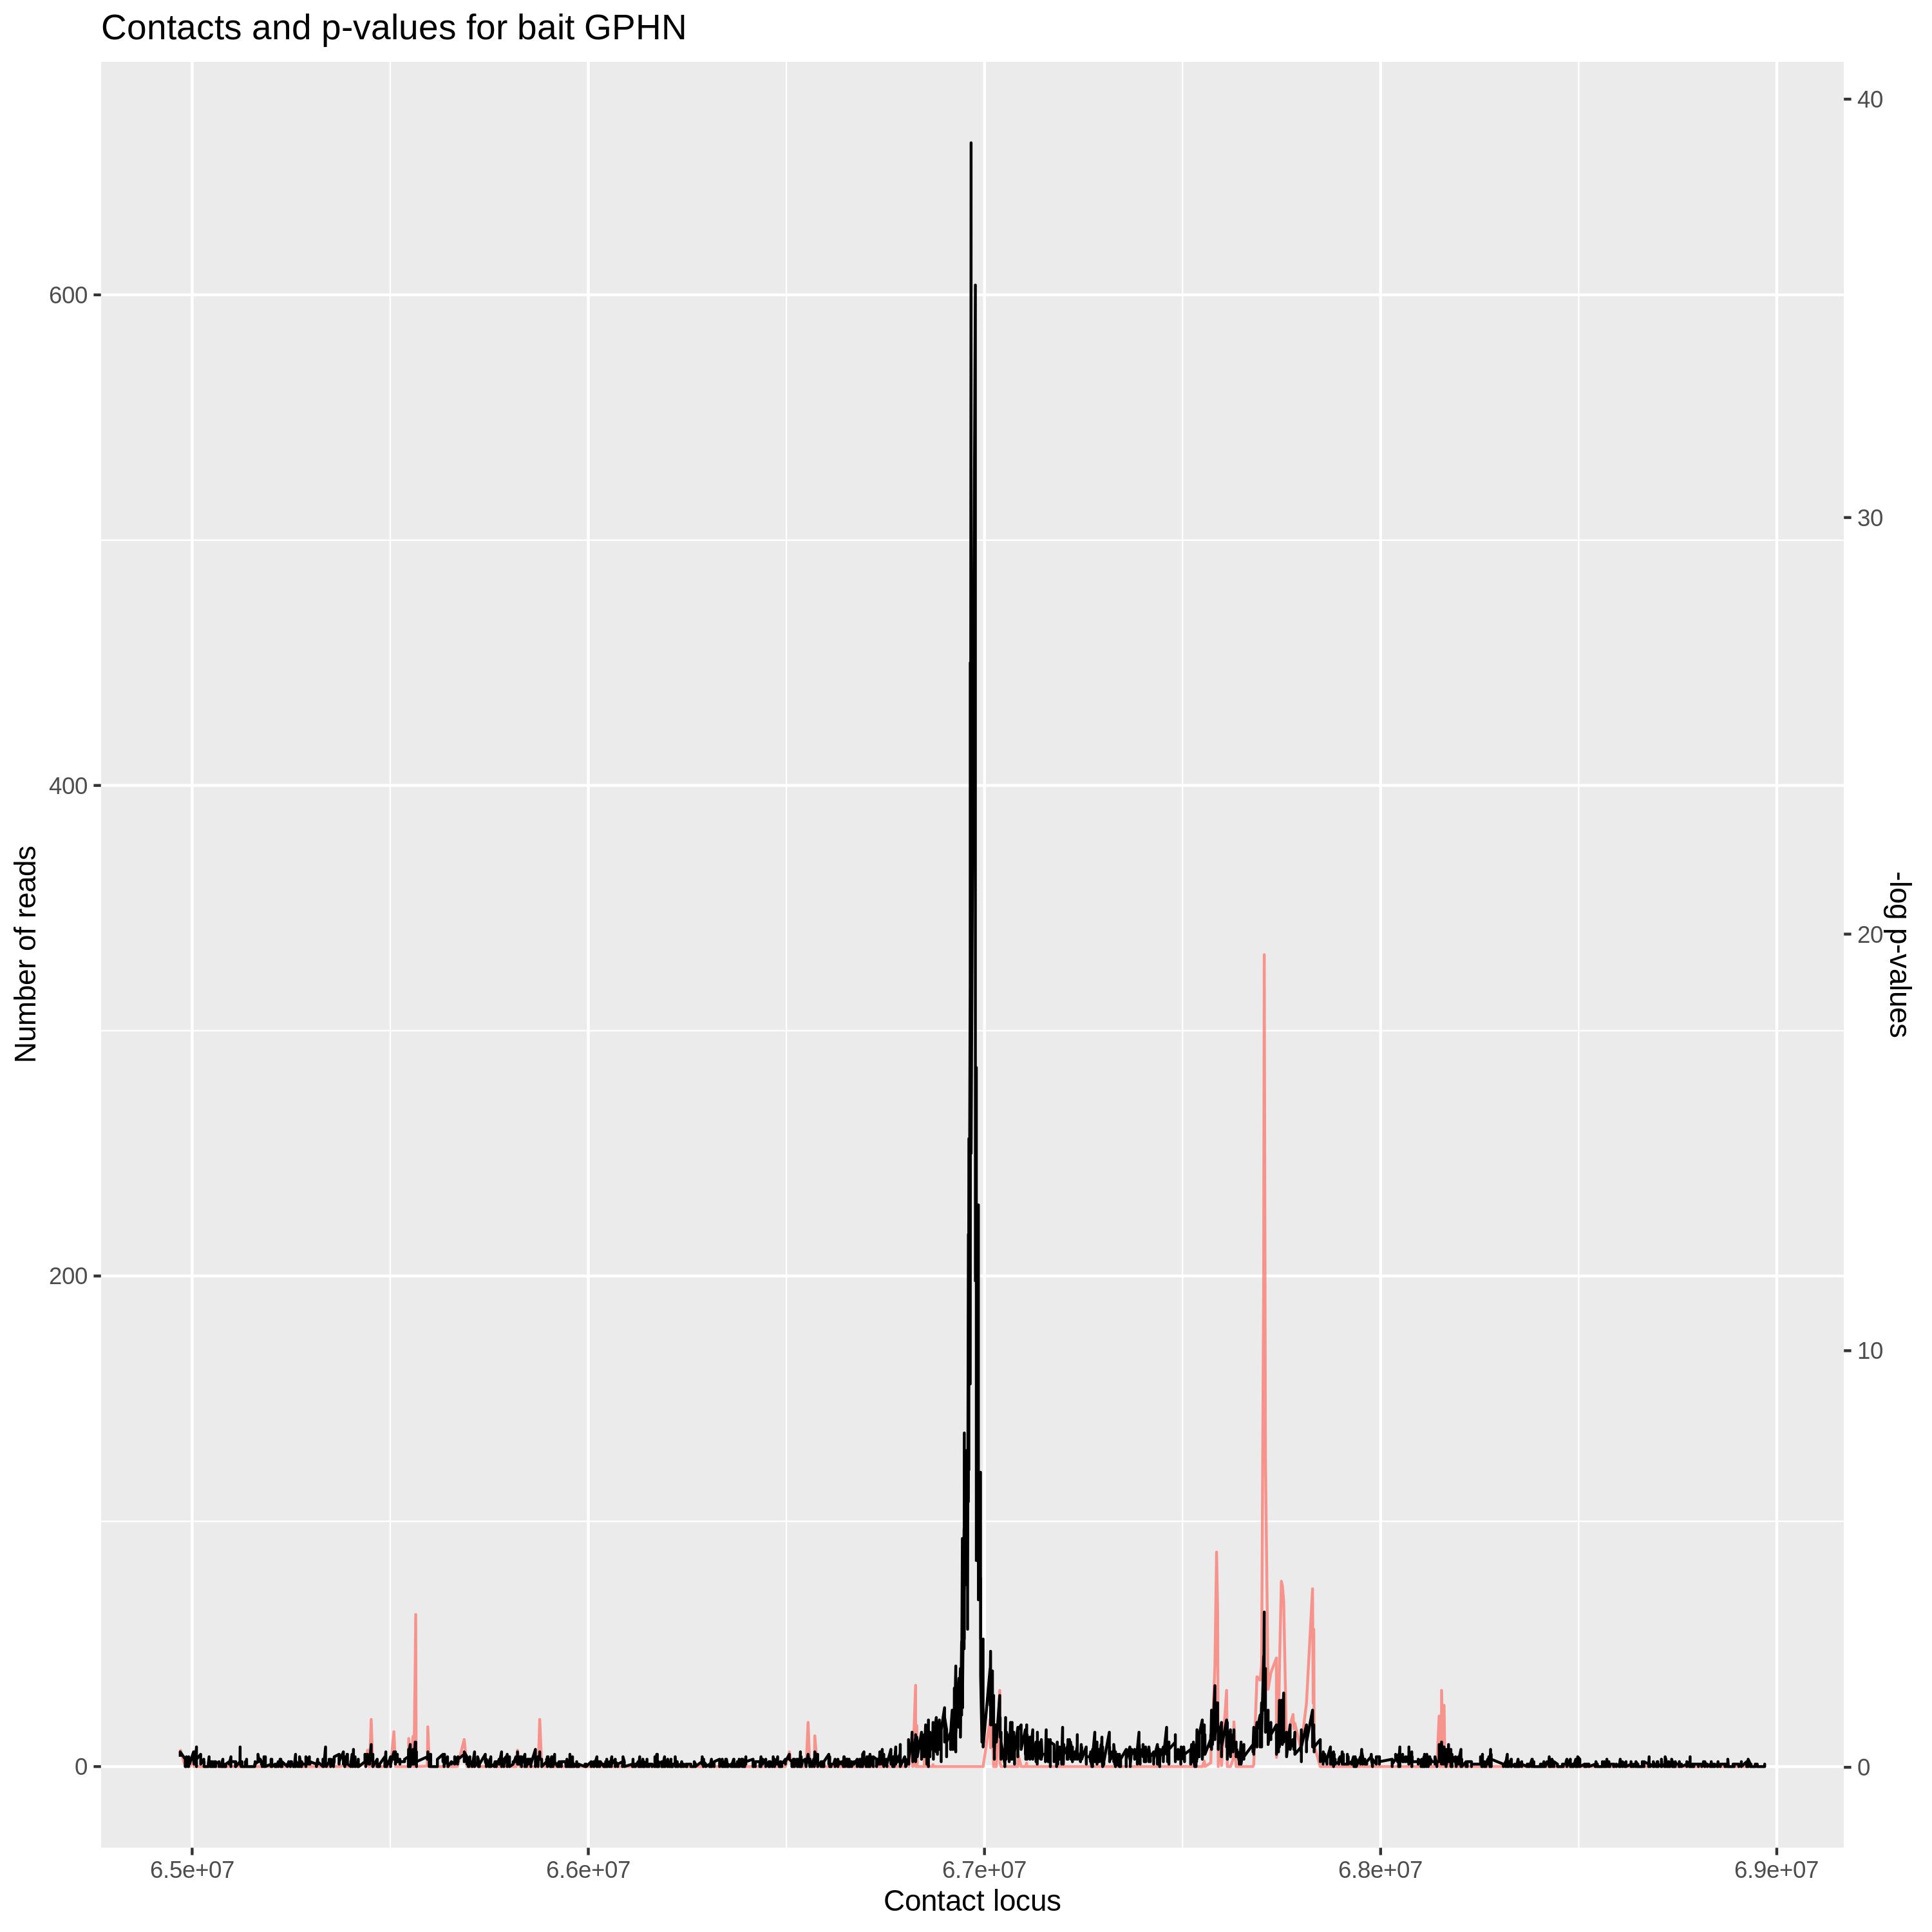 Contacts and p-values for bait GPHN
Number of reads
600
400
200
0
40
30
20
10
0
-log p-values
6.5e+07
6.6e+07
6.7e+07
6.8e+07
6.9e+07
Contact locus